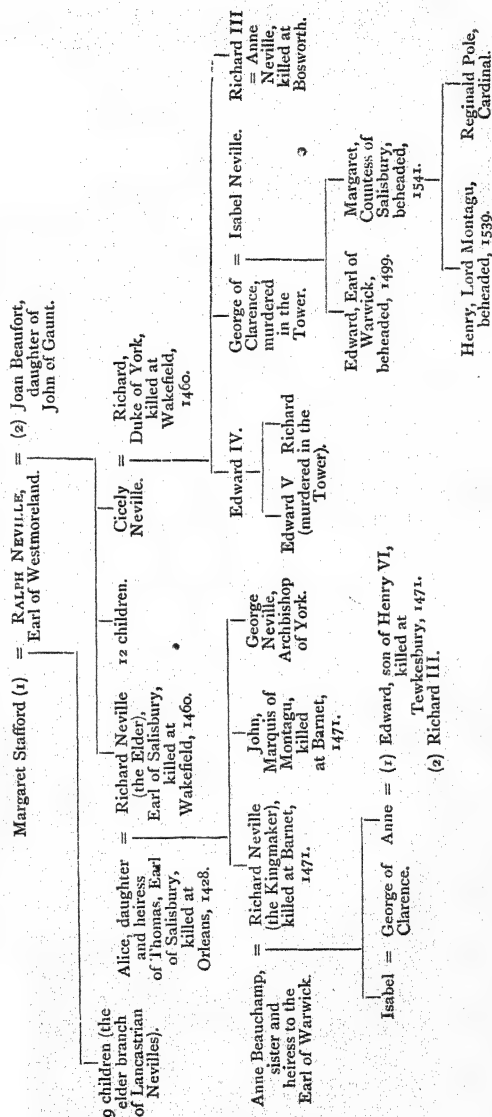 Margaret Stafford (1) = RALPH NEVILLE, = (2) Joan Beaufort,
Earl of Westmoreland.
daughter of
John of Gaunt.
9 children (the
elder branch
of Lancastrian
Nevilles).
Alice, daughter
and heiress
of Thomas, Earl
of Salisbury,
killed at
Orleans, 1428.
=
Richard Neville
(the Elder),
Earl of Salisbury,
killed at
Wakefield, 1460.
12 children.
Cicely
Neville.
=
Richard,
Duke of York,
killed at
Wakefield,
1460.
Anne Beauchamp,
sister and
heiress to the
Earl of Warwick.
=
Richard Neville
(the Kingmaker),
killed at Barnet,
1471.
John,
Marquis of
Montagu,
killed
at Barnet,
1471.
George
Neville,
Archbishop
of York.
Edward IV.
George of
Clarence,
murdered
in the
Tower.
= Isabel Neville.
Richard III
= Anne
Neville,
killed at
Bosworth.
Isabel = George of
Clarence.
Anne = (1) Edward, son of Henry VI,
killed at
Tewkesbury, 1471.
(2) Richard III.
Edward V Richard
(murdered in the
Tower).
Edward, Earl of
Warwick,
beheaded, 1499.
Margaret,
Countess of
Salisbury,
beheaded,
1541.
Henry, Lord Montagu,
beheaded, 1539.
Reginald Pole,
Cardinal.